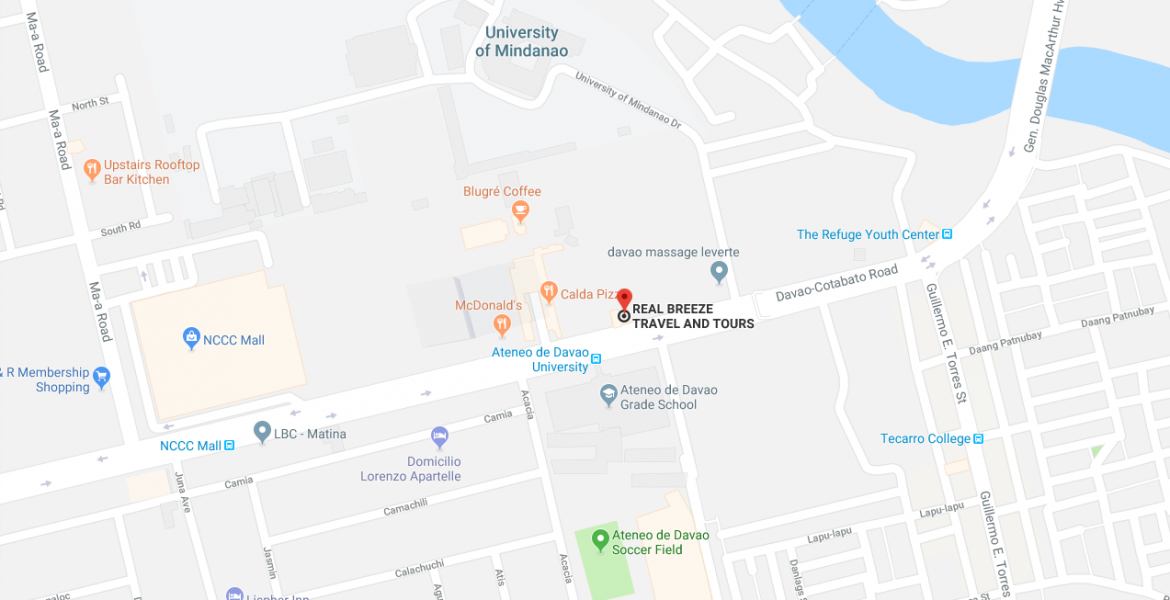 University
of Mindanao
Ma-a Road
University of Mindanao Dr
Gen. Douglas MacArthur Hw
North St
Ma-a Road
Upstairs Rooftop
Bar Kitchen
Blugré Coffee
South Rd
The Refuge Youth Center
davao massage leverte
Ma-a Road
Calda Pizz
McDonald's
REAL BREEZE
TRAVEL AND TOURS
Davao-Cotabato Road
Guillermo E. Torres St
Daang Patnubay
Daang Patnubay
NCCC Mall
Ateneo de Davao
University
& R Membership
Shopping
Ateneo de Davao
Grade School
Acacia
Camia
LBC - Matina
NCCC Mall
Tecarro College
Domicilio
Lorenzo Apartelle
Juna Ave
Camia
Camachili
Guillermo E. Torres St
Lapu-lapu
Lapu-lapu
Ateneo de Davao
Soccer Field
Jasmin
Calachuchi
Atis
Acacia